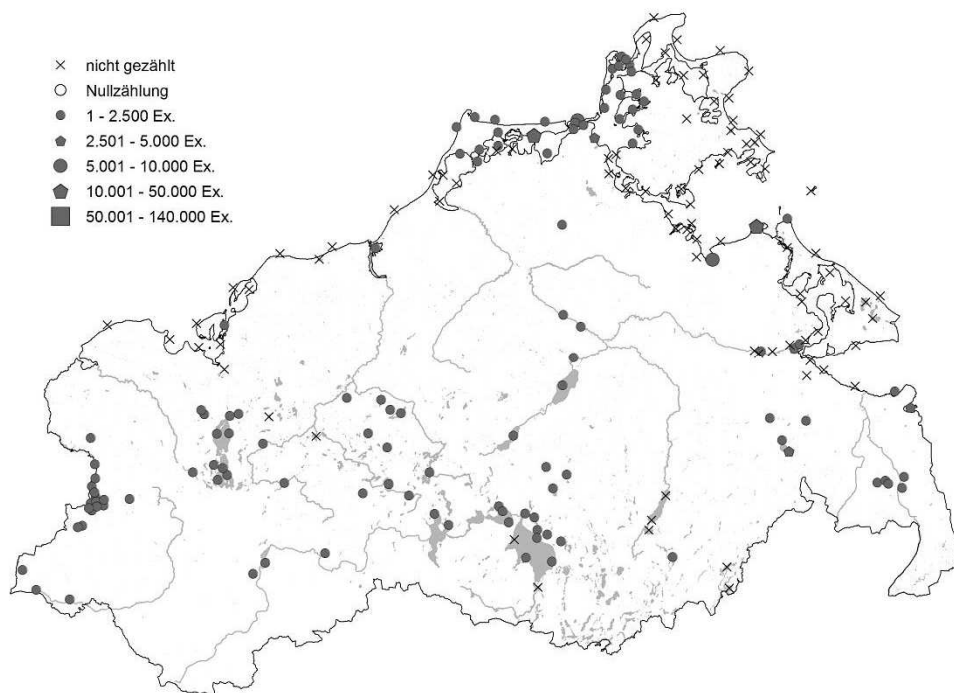 nicht gezählt
Nullzählung
1 - 2.500 Ex.
2.501 - 5.000 Ex.
5.001 - 10.000 Ex.
10.001 - 50.000 Ex.
50.001 - 140.000 Ex.